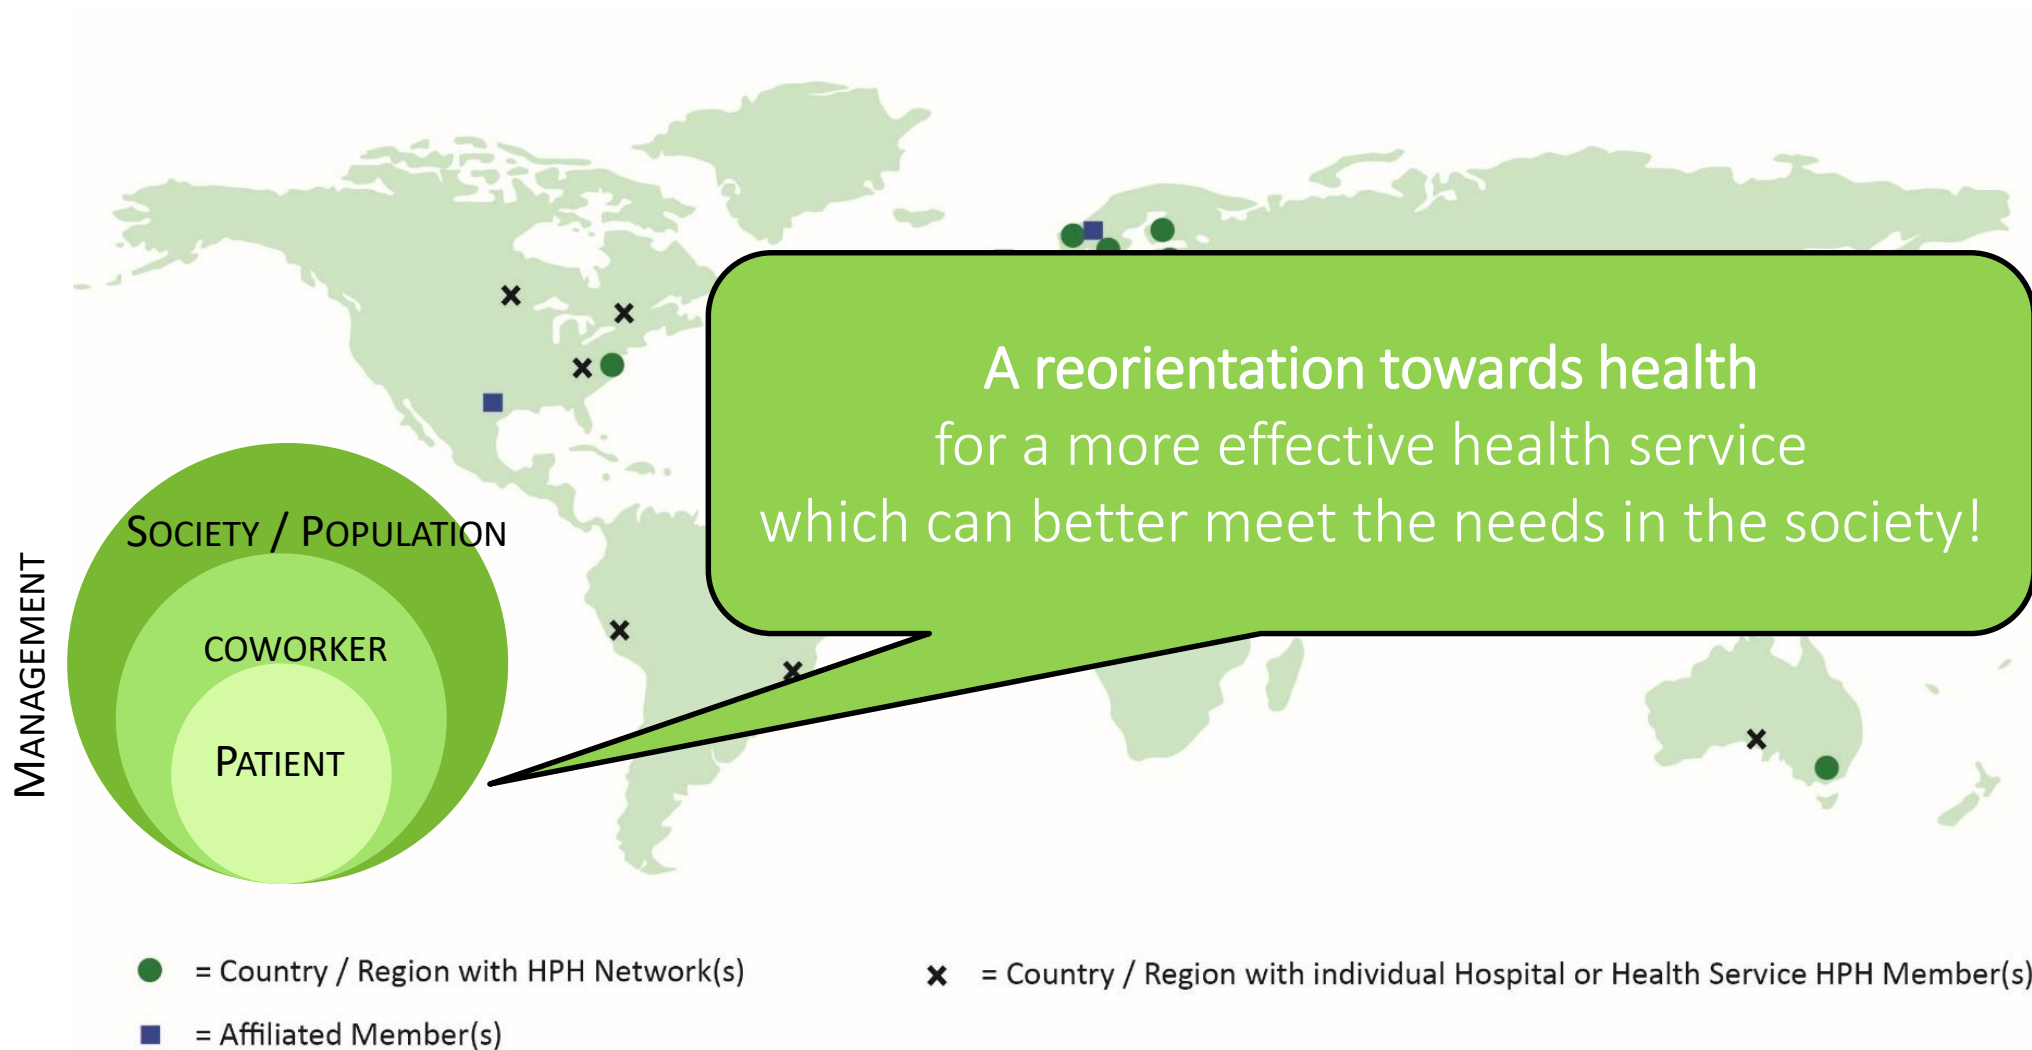 A reorientation towards health
for a more effective health service
which can better meet the needs in the society!
MANAGEMENT
SOCIETY / POPULATION
COWORKER
PATIENT
= Country / Region with HPH Network(s)
= Country / Region with individual Hospital or Health Service HPH Member(s)
= Affiliated Member(s)